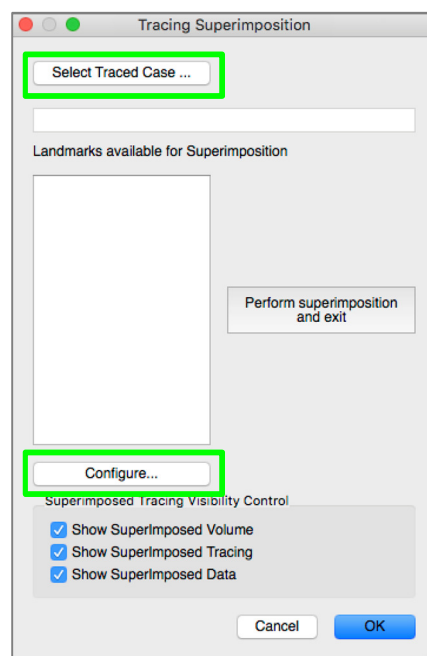 Tracing Superimposition
Select Traced Case ...
Landmarks available for Superimposition
Perform superimposition
and exit
Configure...
Superimposed Tracing Visibility Control
Show SuperImposed Volume
Show SuperImposed Tracing
Show SuperImposed Data
Cancel
OK